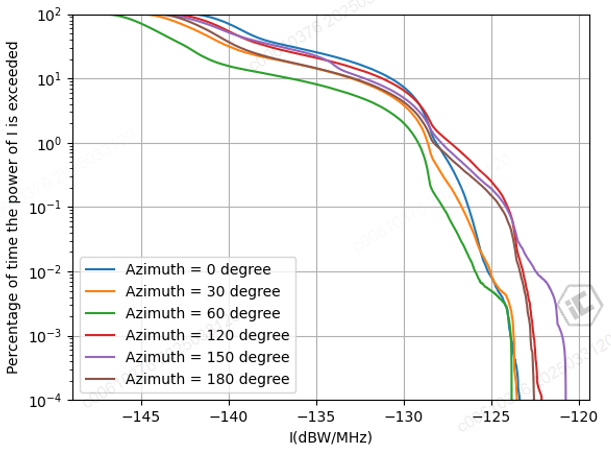 Percentage of time the power of I is exceeded
10²
10¹
10⁰
10⁻¹
10⁻²
10⁻³
10⁻⁴
Azimuth = 0 degree
Azimuth = 30 degree
Azimuth = 60 degree
Azimuth = 120 degree
Azimuth = 150 degree
Azimuth = 180 degree
−145 −140 −135 −130 −125 −120
I(dBW/MHz)
iC